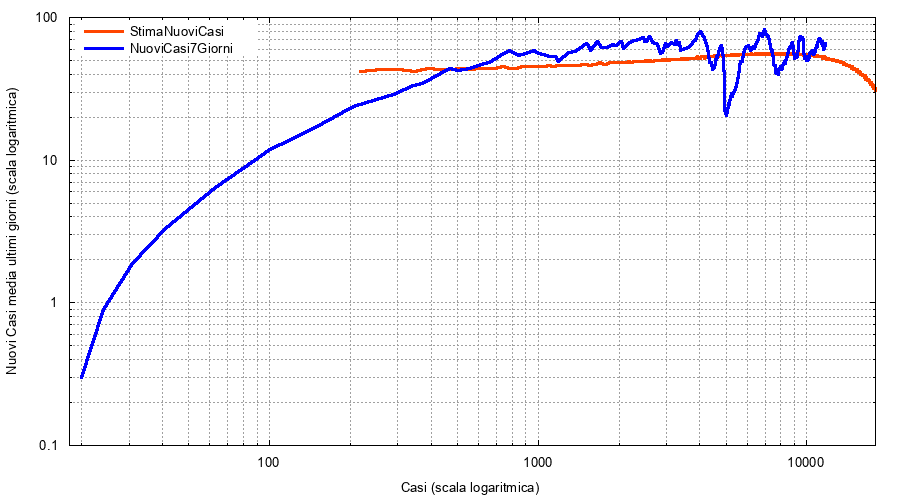 100
StimaNuoviCasi
NuoviCasi7Giorni
10
1
0.1
Nuovi Casi media ultimi giorni (scala logaritmica)
100
1000
10000
Casi (scala logaritmica)